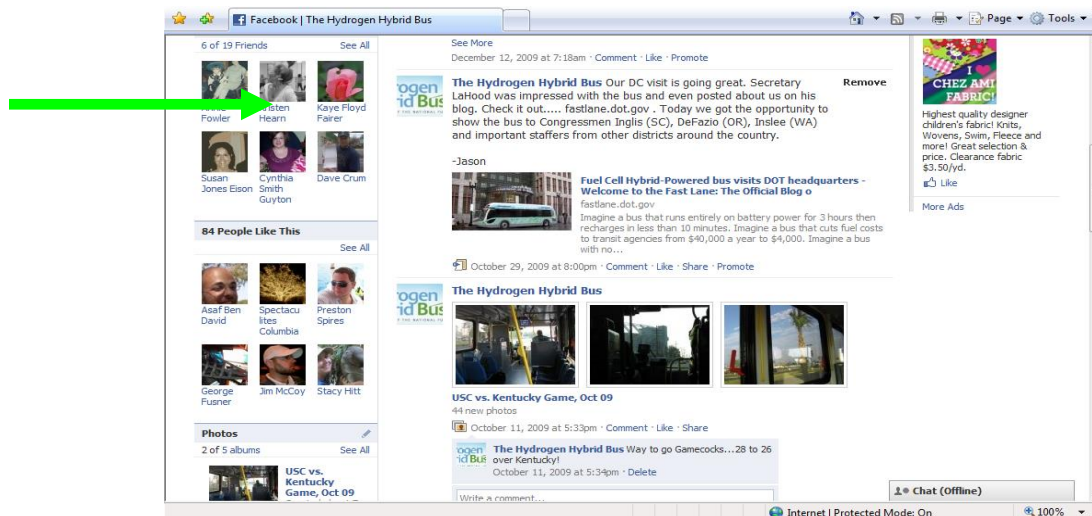 Facebook | The Hydrogen Hybrid Bus
Page
Tools
6 of 19 Friends See All
Fowler
Hearn
Kaye Floyd
Fairer
Susan
Jones Eison
Cynthia
Smith
Guyton
Dave Crum
84 People Like This
See All
Asaf Ben
David
Spectacu
lites
Columbia
Preston
Spires
George
Fusner
Jim McCoy
Stacy Hitt
Photos
2 of 5 albums See All
USC vs.
Kentucky
Game, Oct 09
See More
December 12, 2009 at 7:18am · Comment · Like · Promote
The Hydrogen Hybrid Bus Our DC visit is going great. Secretary
LaHood was impressed with the bus and even posted about us on his
blog. Check it out..... fastlane.dot.gov . Today we got the opportunity to
show the bus to Congressmen Inglis (SC), DeFazio (OR), Inslee (WA)
and important staffers from other districts around the country.
Remove
-Jason
Fuel Cell Hybrid-Powered bus visits DOT headquarters -
Welcome to the Fast Lane: The Official Blog o
fastlane.dot.gov
Imagine a bus that runs entirely on battery power for 3 hours then
recharges in less than 10 minutes. Imagine a bus that cuts fuel costs
to transit agencies from $40,000 a year to $4,000. Imagine a bus
with no...
October 29, 2009 at 8:00pm · Comment · Like · Share · Promote
The Hydrogen Hybrid Bus
USC vs. Kentucky Game, Oct 09
44 new photos
October 11, 2009 at 5:33pm · Comment · Like · Share
The Hydrogen Hybrid Bus Way to go Gamecocks...28 to 26
over Kentucky!
October 11, 2009 at 5:34pm · Delete
Write a comment...
I
CHEZ AMI
FABRIC!
Highest quality designer
children's fabric! Knits,
Wovens, Swim, Fleece and
more! Great selection &
price. Clearance fabric
$3.50/yd.
Like
More Ads
Chat (Offline)
Internet | Protected Mode: On
100%